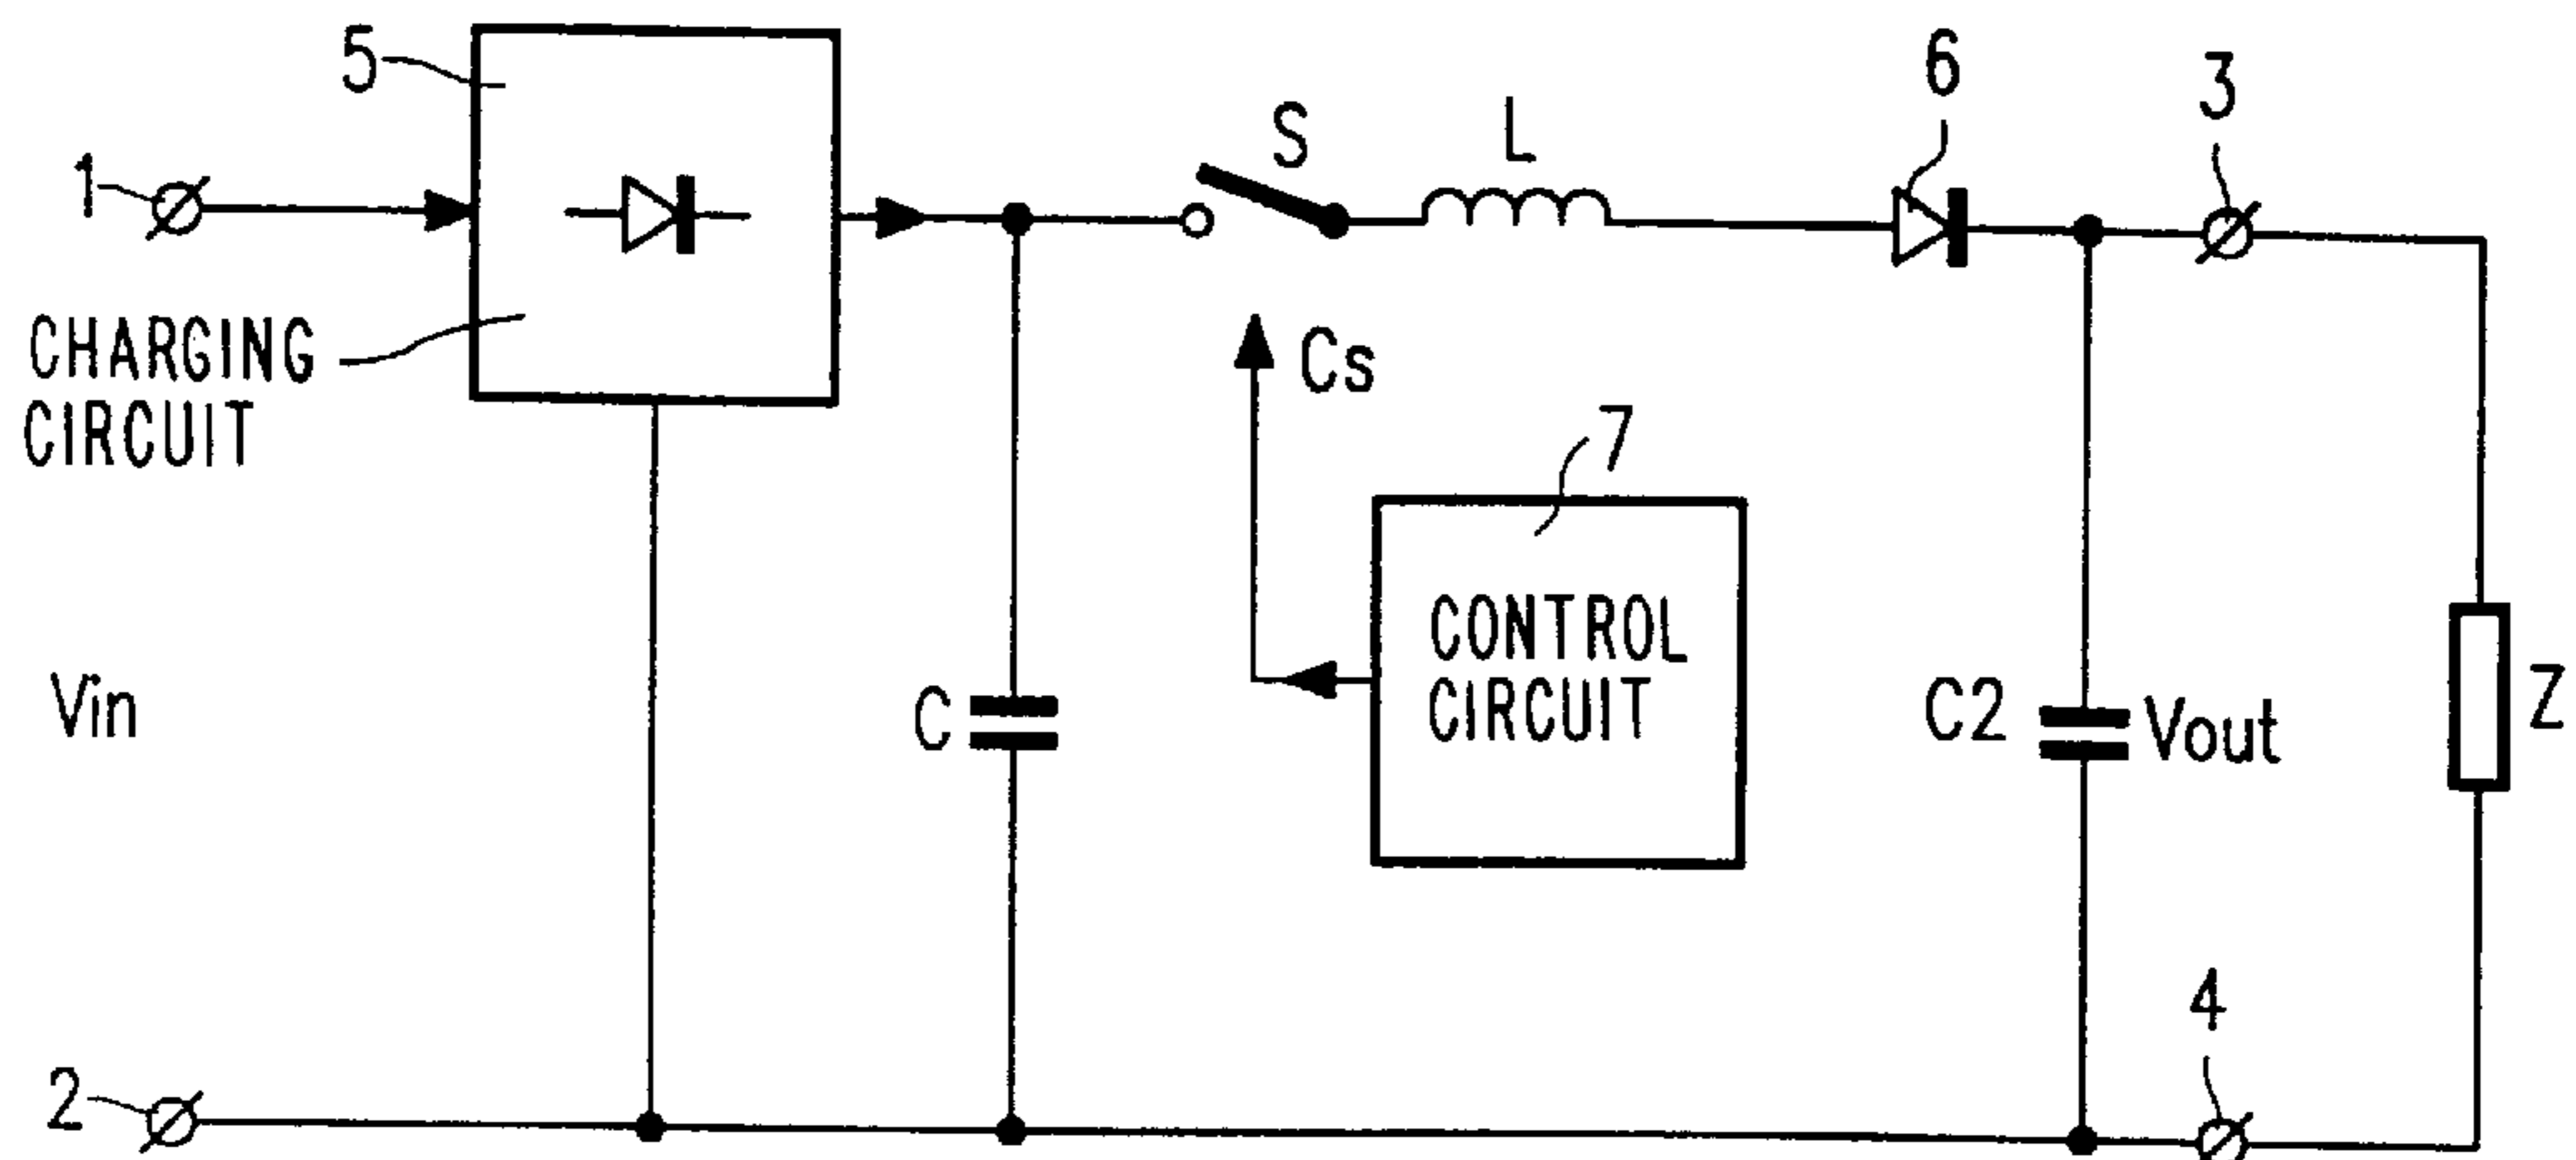 5
6
3
S
L
1
CHARGING
CIRCUIT
Cs
7
CONTROL
CIRCUIT
Vin
C
C2
Vout
Z
4
2